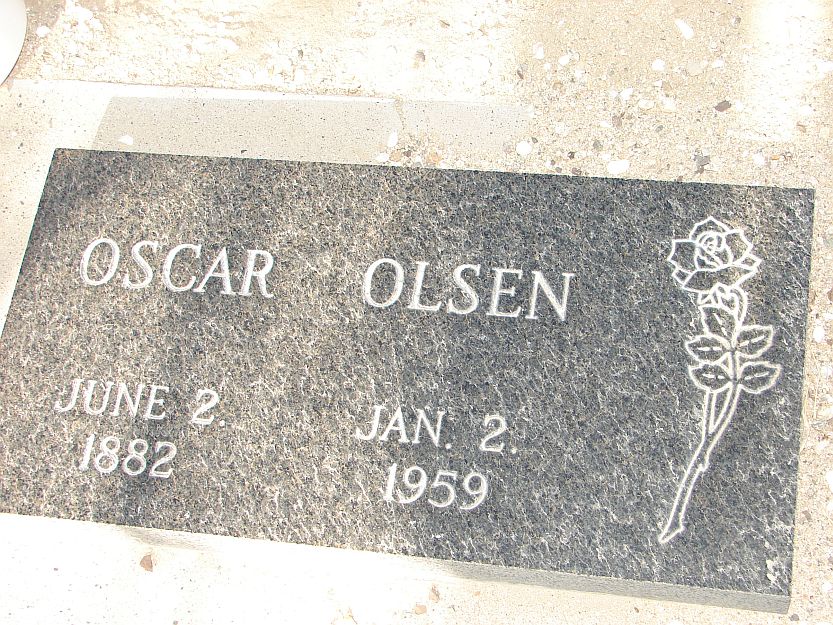 OSCAR OLSEN
JUNE 2. JAN. 2.
1882 1959